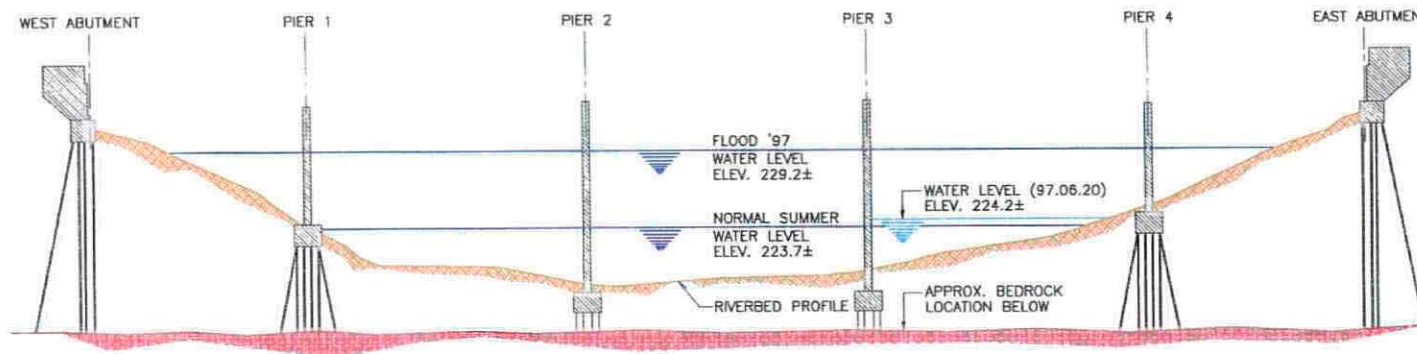 WEST ABUTMENT
PIER 1
PIER 2
PIER 3
PIER 4
EAST ABUTMEN
FLOOD '97
WATER LEVEL
ELEV. 229.2±
WATER LEVEL (97.06.20)
ELEV. 224.2±
NORMAL SUMMER
WATER LEVEL
ELEV. 223.7±
RIVERBED PROFILE
APPROX. BEDROCK
LOCATION BELOW